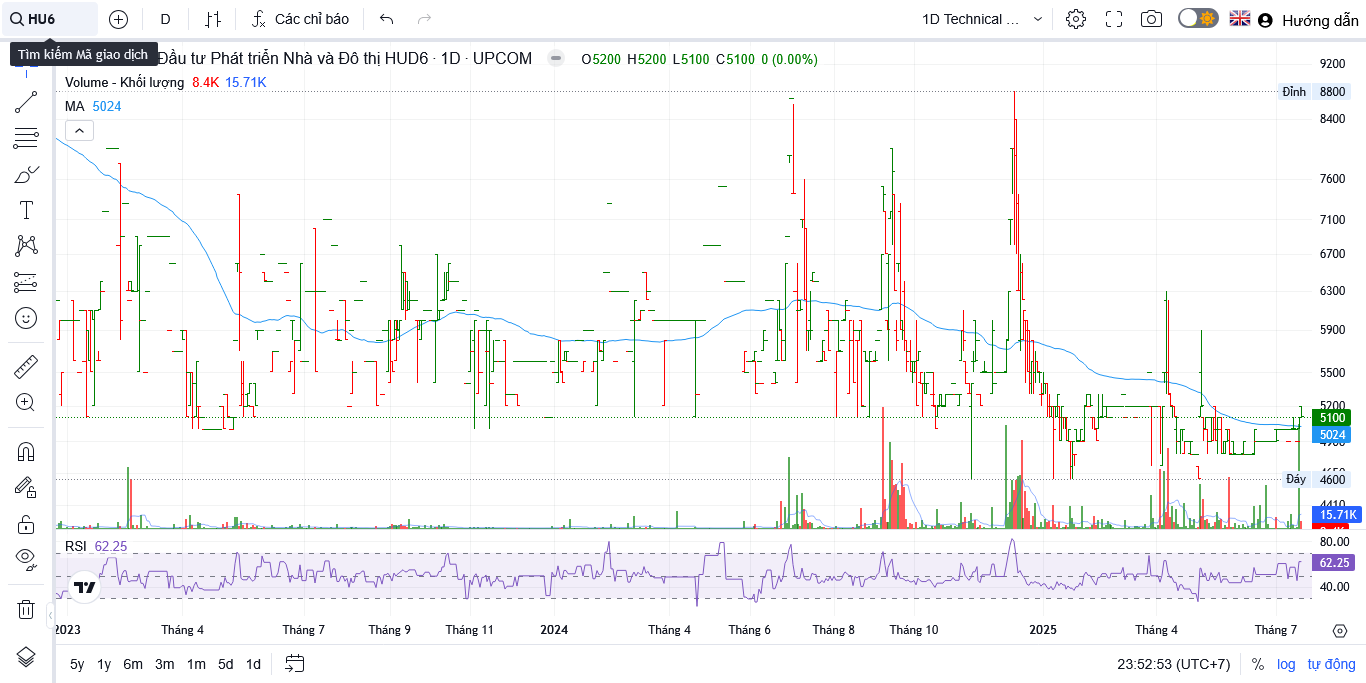 HU6 D Các chỉ báo 1D Technical ... Hướng dẫn
Tìm kiếm Mã giao dịch
Đầu tư Phát triển Nhà và Đô thị HUD6 · 1D · UPCOM O5200 H5200 L5100 C5100 0 (0.00%)
Volume - Khối lượng 8.4K 15.71K
MA 5024
9200
Đỉnh 8800
8400
7600
7100
6700
6300
5900
5500
5200
5100
5024
Đáy 4600
4410
15.71K
RSI 62.25
80.00
62.25
40.00
2023 Tháng 4 Tháng 7 Tháng 9 Tháng 11 2024 Tháng 4 Tháng 6 Tháng 8 Tháng 10 2025 Tháng 4 Tháng 7
5y 1y 6m 3m 1m 5d 1d 23:52:53 (UTC+7) % log tự động